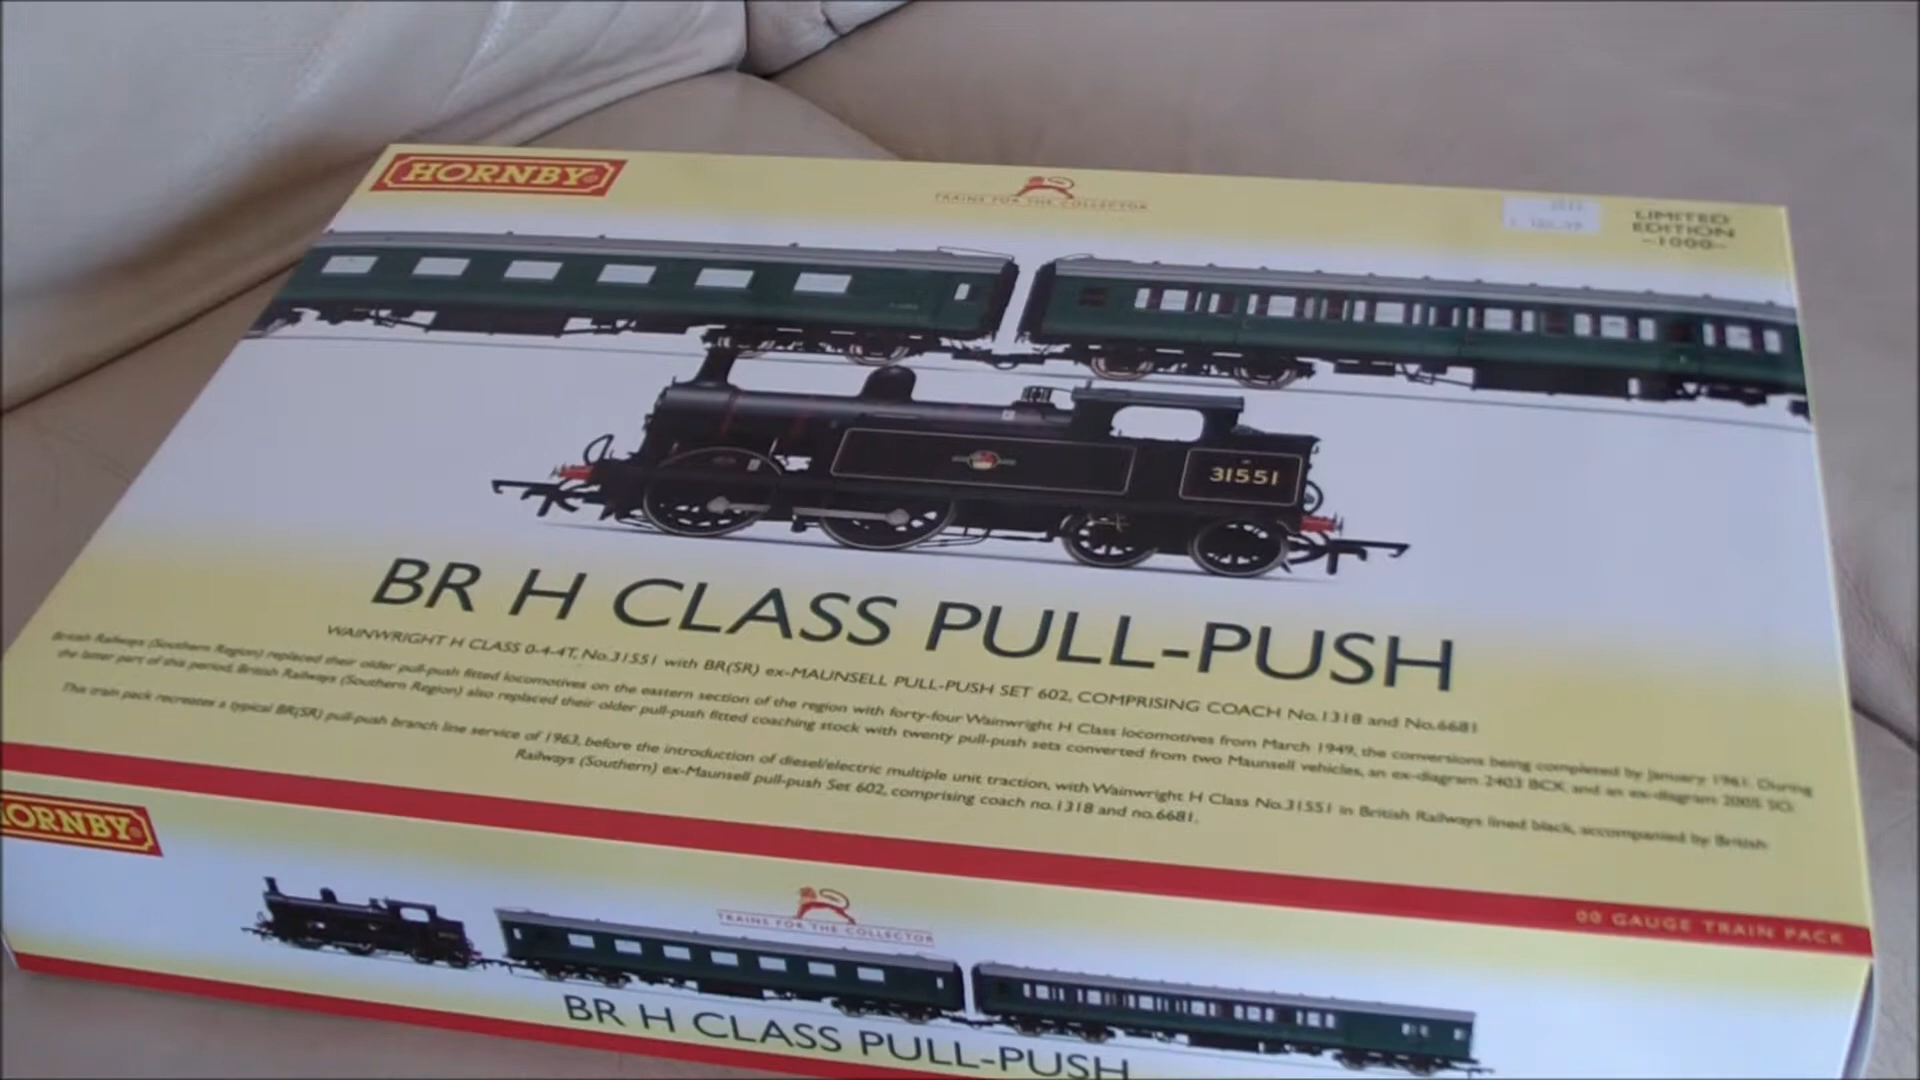 HORNBY
TRAINS FOR THE COLLECTOR
LIMITED
EDITION
~1000~
31551
BR H CLASS PULL-PUSH
WAINWRIGHT H CLASS 0-4-4T, No.31551 with BR(SR) ex-MAUNSELL PULL-PUSH SET 602, COMPRISING COACH No.1318 and No.6681
British Railways (Southern Region) replaced their older pull-push fitted locomotives on the eastern section of the region with forty-four Wainwright H Class locomotives from March 1949, the conversions being completed by January 1961. During
the latter part of this period, British Railways (Southern Region) also replaced their older pull-push fitted coaching stock with twenty pull-push sets converted from two Maunsell vehicles, an ex-diagram 2403 BCK and an ex-diagram 2005 SO.
This train pack recreates a typical BR(SR) pull-push branch line service of 1963, before the introduction of diesel/electric multiple unit traction, with Wainwright H Class No.31551 in British Railways lined black, accompanied by British
Railways (Southern) ex-Maunsell pull-push Set 602, comprising coach no.1318 and no.6681.
00 GAUGE TRAIN PACK
HORNBY
TRAINS FOR THE COLLECTOR
BR H CLASS PULL-PUSH